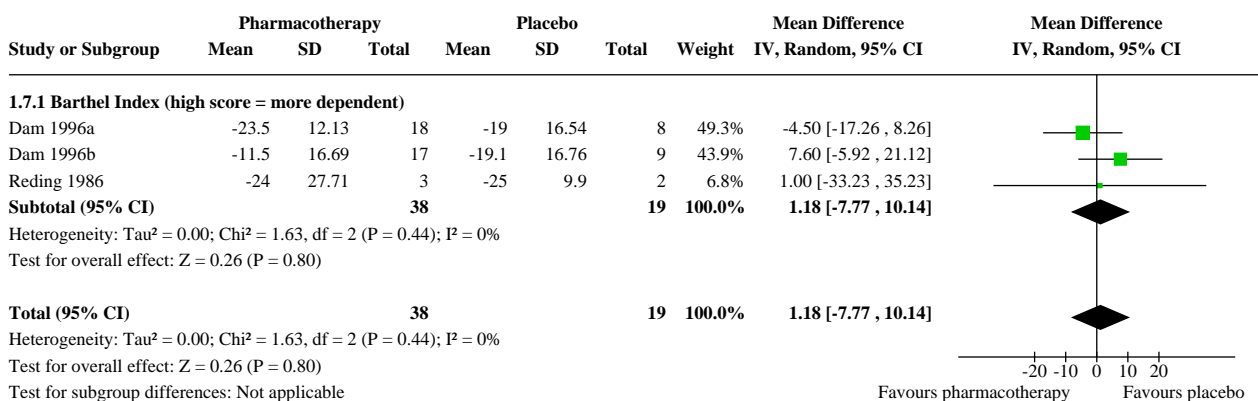 Pharmacotherapy Placebo Mean Difference Mean Difference
Study or Subgroup Mean SD Total Mean SD Total Weight IV, Random, 95% CI IV, Random, 95% CI
1.7.1 Barthel Index (high score = more dependent)
Dam 1996a -23.5 12.13 18 -19 16.54 8 49.3% -4.50 [-17.26 , 8.26]
Dam 1996b -11.5 16.69 17 -19.1 16.76 9 43.9% 7.60 [-5.92 , 21.12]
Reding 1986 -24 27.71 3 -25 9.9 2 6.8% 1.00 [-33.23 , 35.23]
Subtotal (95% CI) 38 19 100.0% 1.18 [-7.77 , 10.14]
Heterogeneity: Tau² = 0.00; Chi² = 1.63, df = 2 (P = 0.44); I² = 0%
Test for overall effect: Z = 0.26 (P = 0.80)
Total (95% CI) 38 19 100.0% 1.18 [-7.77 , 10.14]
Heterogeneity: Tau² = 0.00; Chi² = 1.63, df = 2 (P = 0.44); I² = 0%
Test for overall effect: Z = 0.26 (P = 0.80) -20 -10 0 10 20
Test for subgroup differences: Not applicable Favours pharmacotherapy Favours placebo